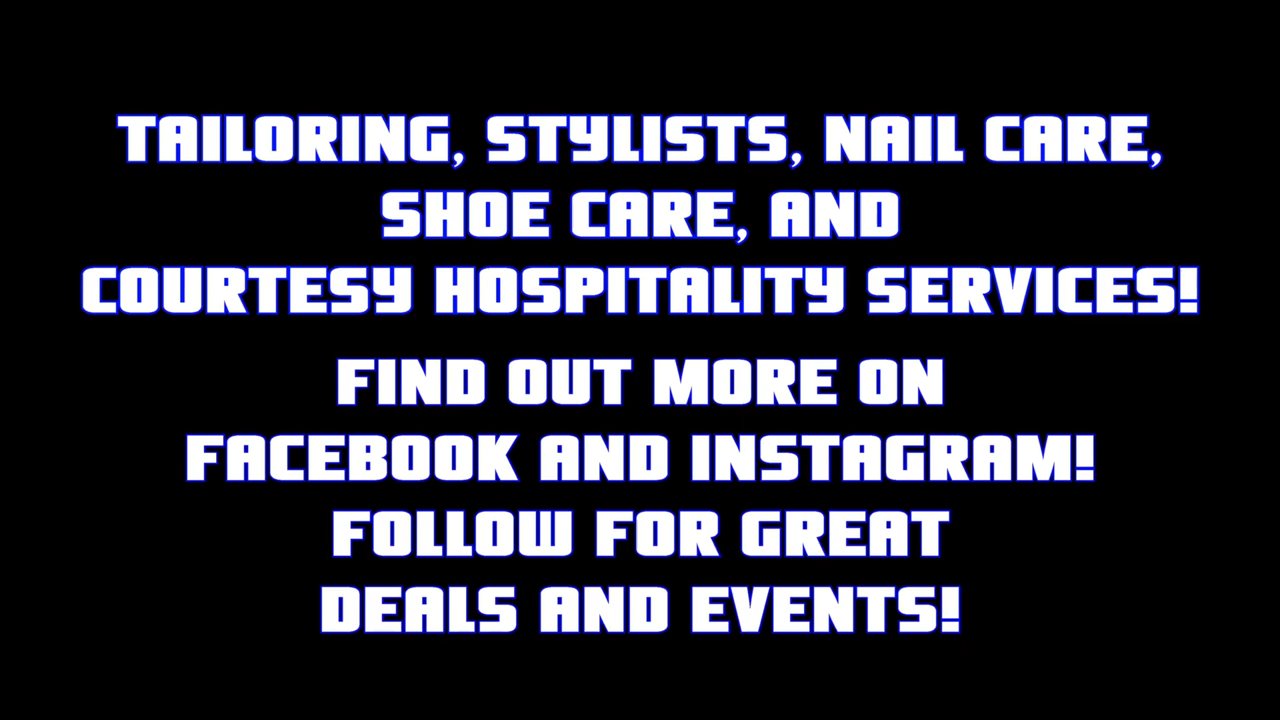 TAILORING, STYLISTS, NAIL CARE,
SHOE CARE, AND
COURTESY HOSPITALITY SERVICES!
FIND OUT MORE ON
FACEBOOK AND INSTAGRAM!
FOLLOW FOR GREAT
DEALS AND EVENTS!